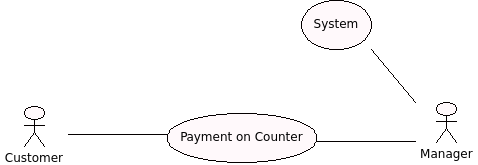 System
Payment on Counter
Customer
Manager